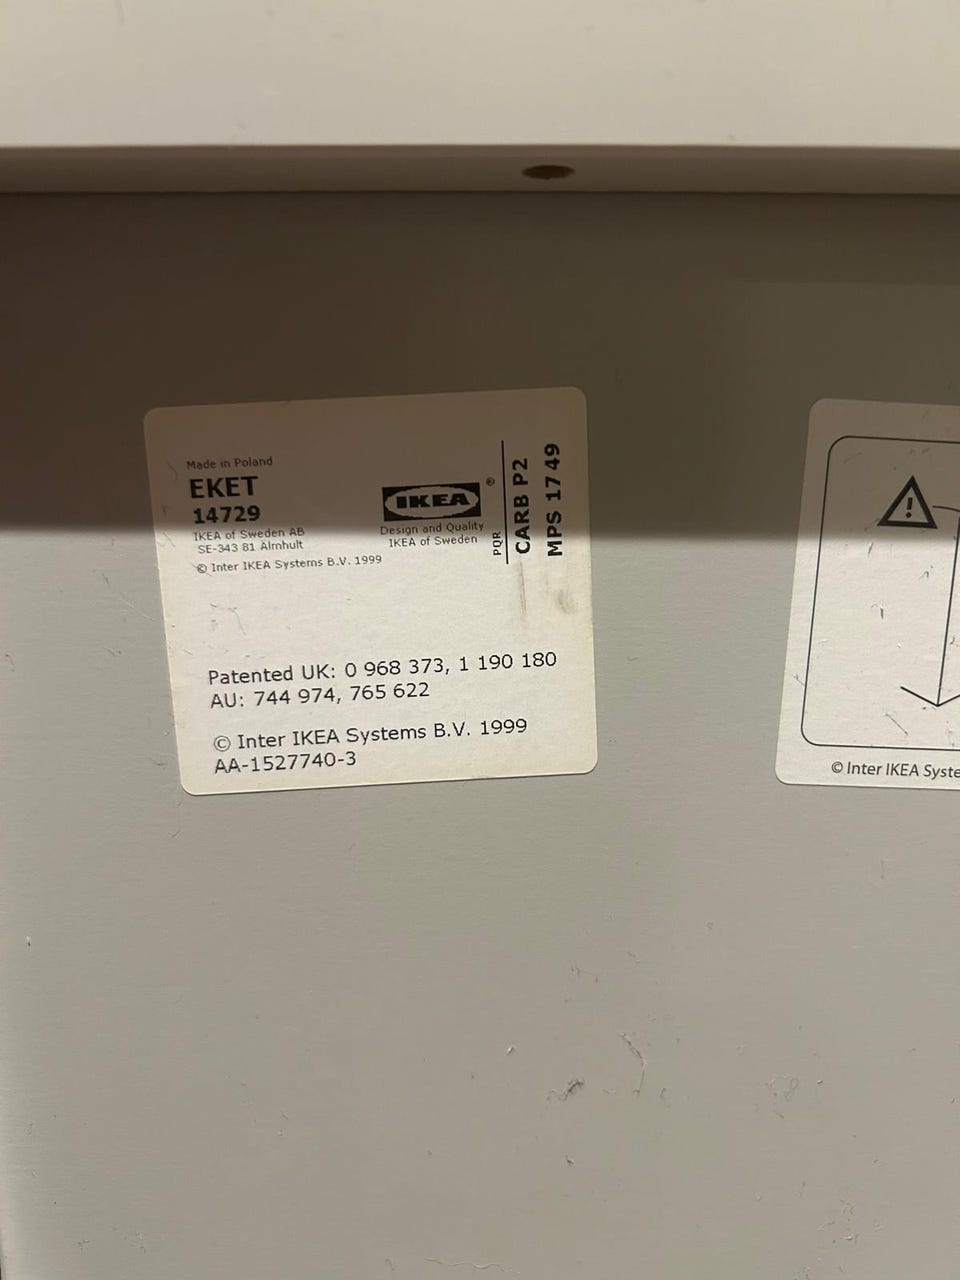 Made in Poland
EKET
14729
IKEA of Sweden AB
SE-343 81 Älmhult
© Inter IKEA Systems B.V. 1999
IKEA ®
Design and Quality
IKEA of Sweden
PQR
CARB P2
MPS 1749
Patented UK: 0 968 373, 1 190 180
AU: 744 974, 765 622
© Inter IKEA Systems B.V. 1999
AA-1527740-3
!
© Inter IKEA Syste